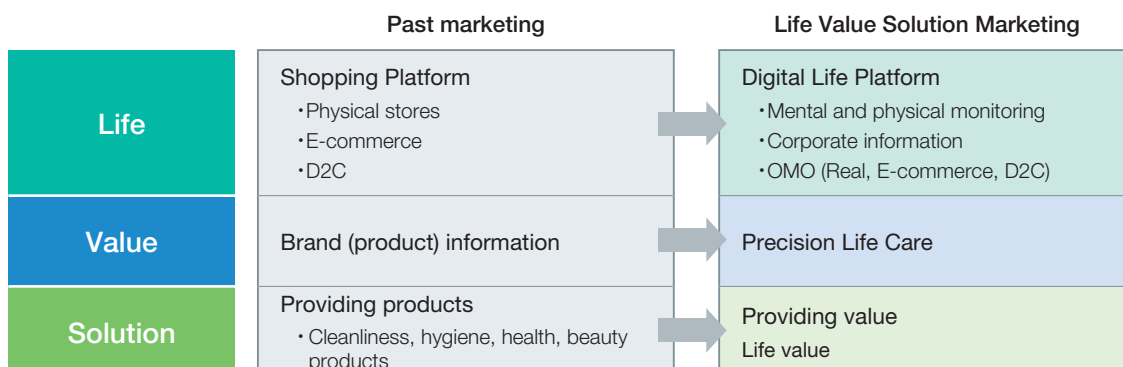 Past marketing
Life Value Solution Marketing
Life
Shopping Platform
・Physical stores
・E-commerce
・D2C
Digital Life Platform
・Mental and physical monitoring
・Corporate information
・OMO (Real, E-commerce, D2C)
Value
Brand (product) information
Precision Life Care
Solution
Providing products
・Cleanliness, hygiene, health, beauty
products
Providing value
Life value